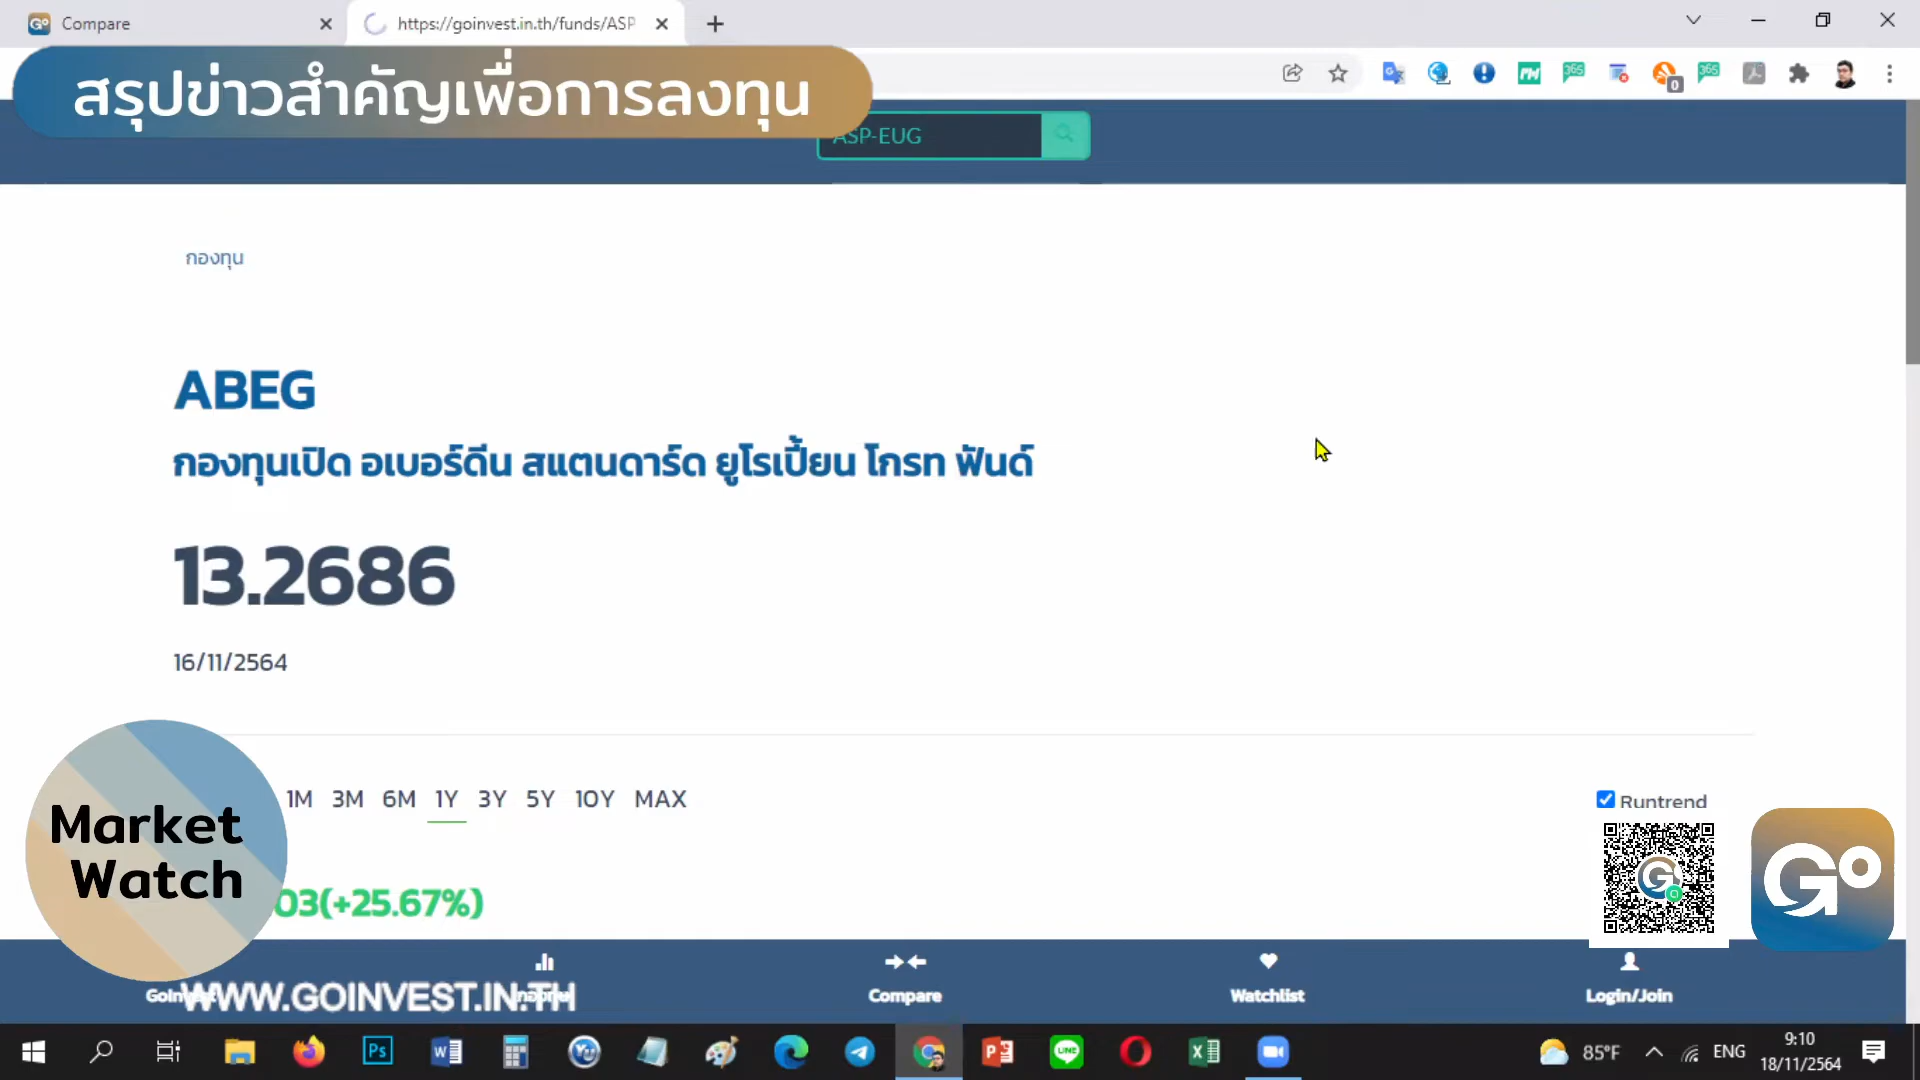 Compare
https://goinvest.in.th/funds/ASP
สรุปข่าวสำคัญเพื่อการลงทุน
ASP-EUG
กองทุน
ABEG
กองทุนเปิด อเบอร์ดีน สแตนดาร์ด ยูโรเปี้ยน โกรท ฟันด์
13.2686
16/11/2564
1M 3M 6M 1Y 3Y 5Y 10Y MAX
Runtrend
Market
Watch
03(+25.67%)
Go
WWW.GOINVEST.IN.TH
Compare
Watchlist
Login/Join
85°F
ENG
9:10
18/11/2564